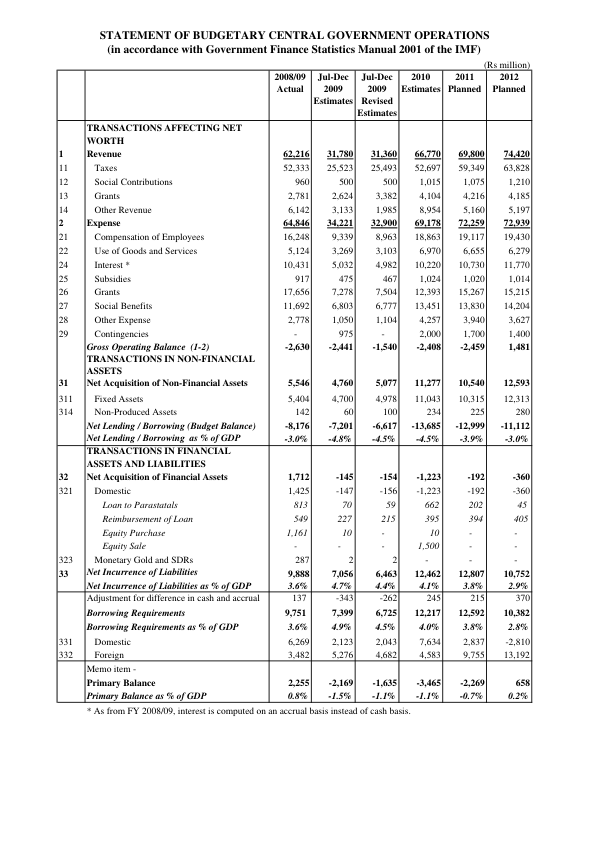 STATEMENT OF BUDGETARY CENTRAL GOVERNMENT OPERATIONS
(in accordance with Government Finance Statistics Manual 2001 of the IMF)
(Rs million)
2008/09 Actual Jul-Dec 2009 Estimates Jul-Dec 2009 Revised Estimates 2010 Estimates 2011 Planned 2012 Planned
TRANSACTIONS AFFECTING NET
WORTH
1 Revenue 62,216 31,780 31,360 66,770 69,800 74,420
11 Taxes 52,333 25,523 25,493 52,697 59,349 63,828
12 Social Contributions 960 500 500 1,015 1,075 1,210
13 Grants 2,781 2,624 3,382 4,104 4,216 4,185
14 Other Revenue 6,142 3,133 1,985 8,954 5,160 5,197
2 Expense 64,846 34,221 32,900 69,178 72,259 72,939
21 Compensation of Employees 16,248 9,339 8,963 18,863 19,117 19,430
22 Use of Goods and Services 5,124 3,269 3,103 6,970 6,655 6,279
24 Interest * 10,431 5,032 4,982 10,220 10,730 11,770
25 Subsidies 917 475 467 1,024 1,020 1,014
26 Grants 17,656 7,278 7,504 12,393 15,267 15,215
27 Social Benefits 11,692 6,803 6,777 13,451 13,830 14,204
28 Other Expense 2,778 1,050 1,104 4,257 3,940 3,627
29 Contingencies - 975 - 2,000 1,700 1,400
Gross Operating Balance (1-2) -2,630 -2,441 -1,540 -2,408 -2,459 1,481
TRANSACTIONS IN NON-FINANCIAL
ASSETS
31 Net Acquisition of Non-Financial Assets 5,546 4,760 5,077 11,277 10,540 12,593
311 Fixed Assets 5,404 4,700 4,978 11,043 10,315 12,313
314 Non-Produced Assets 142 60 100 234 225 280
Net Lending / Borrowing (Budget Balance) -8,176 -7,201 -6,617 -13,685 -12,999 -11,112
Net Lending / Borrowing as % of GDP -3.0% -4.8% -4.5% -4.5% -3.9% -3.0%
TRANSACTIONS IN FINANCIAL
ASSETS AND LIABILITIES
32 Net Acquisition of Financial Assets 1,712 -145 -154 -1,223 -192 -360
321 Domestic 1,425 -147 -156 -1,223 -192 -360
Loan to Parastatals 813 70 59 662 202 45
Reimbursement of Loan 549 227 215 395 394 405
Equity Purchase 1,161 10 - 10 - -
Equity Sale - - - 1,500 - -
323 Monetary Gold and SDRs 287 2 2 - - -
33 Net Incurrence of Liabilities 9,888 7,056 6,463 12,462 12,807 10,752
Net Incurrence of Liabilities as % of GDP 3.6% 4.7% 4.4% 4.1% 3.8% 2.9%
Adjustment for difference in cash and accrual 137 -343 -262 245 215 370
Borrowing Requirements 9,751 7,399 6,725 12,217 12,592 10,382
Borrowing Requirements as % of GDP 3.6% 4.9% 4.5% 4.0% 3.8% 2.8%
331 Domestic 6,269 2,123 2,043 7,634 2,837 -2,810
332 Foreign 3,482 5,276 4,682 4,583 9,755 13,192
Memo item -
Primary Balance 2,255 -2,169 -1,635 -3,465 -2,269 658
Primary Balance as % of GDP 0.8% -1.5% -1.1% -1.1% -0.7% 0.2%
* As from FY 2008/09, interest is computed on an accrual basis instead of cash basis.